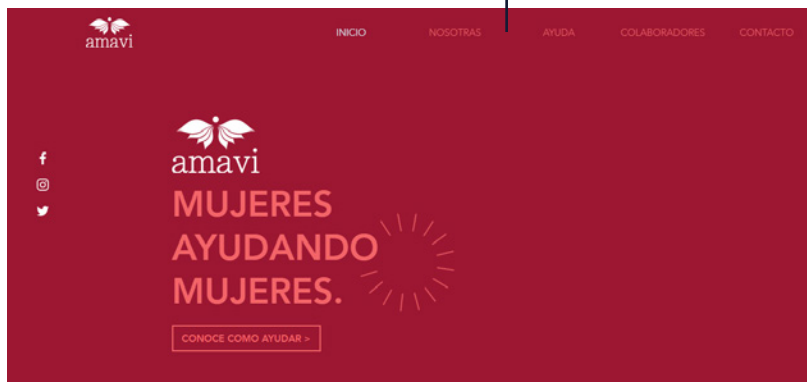 amavi
INICIO NOSOTRAS AYUDA COLABORADORES CONTACTO
amavi
MUJERES
AYUDANDO
MUJERES.
CONOCE COMO AYUDAR >